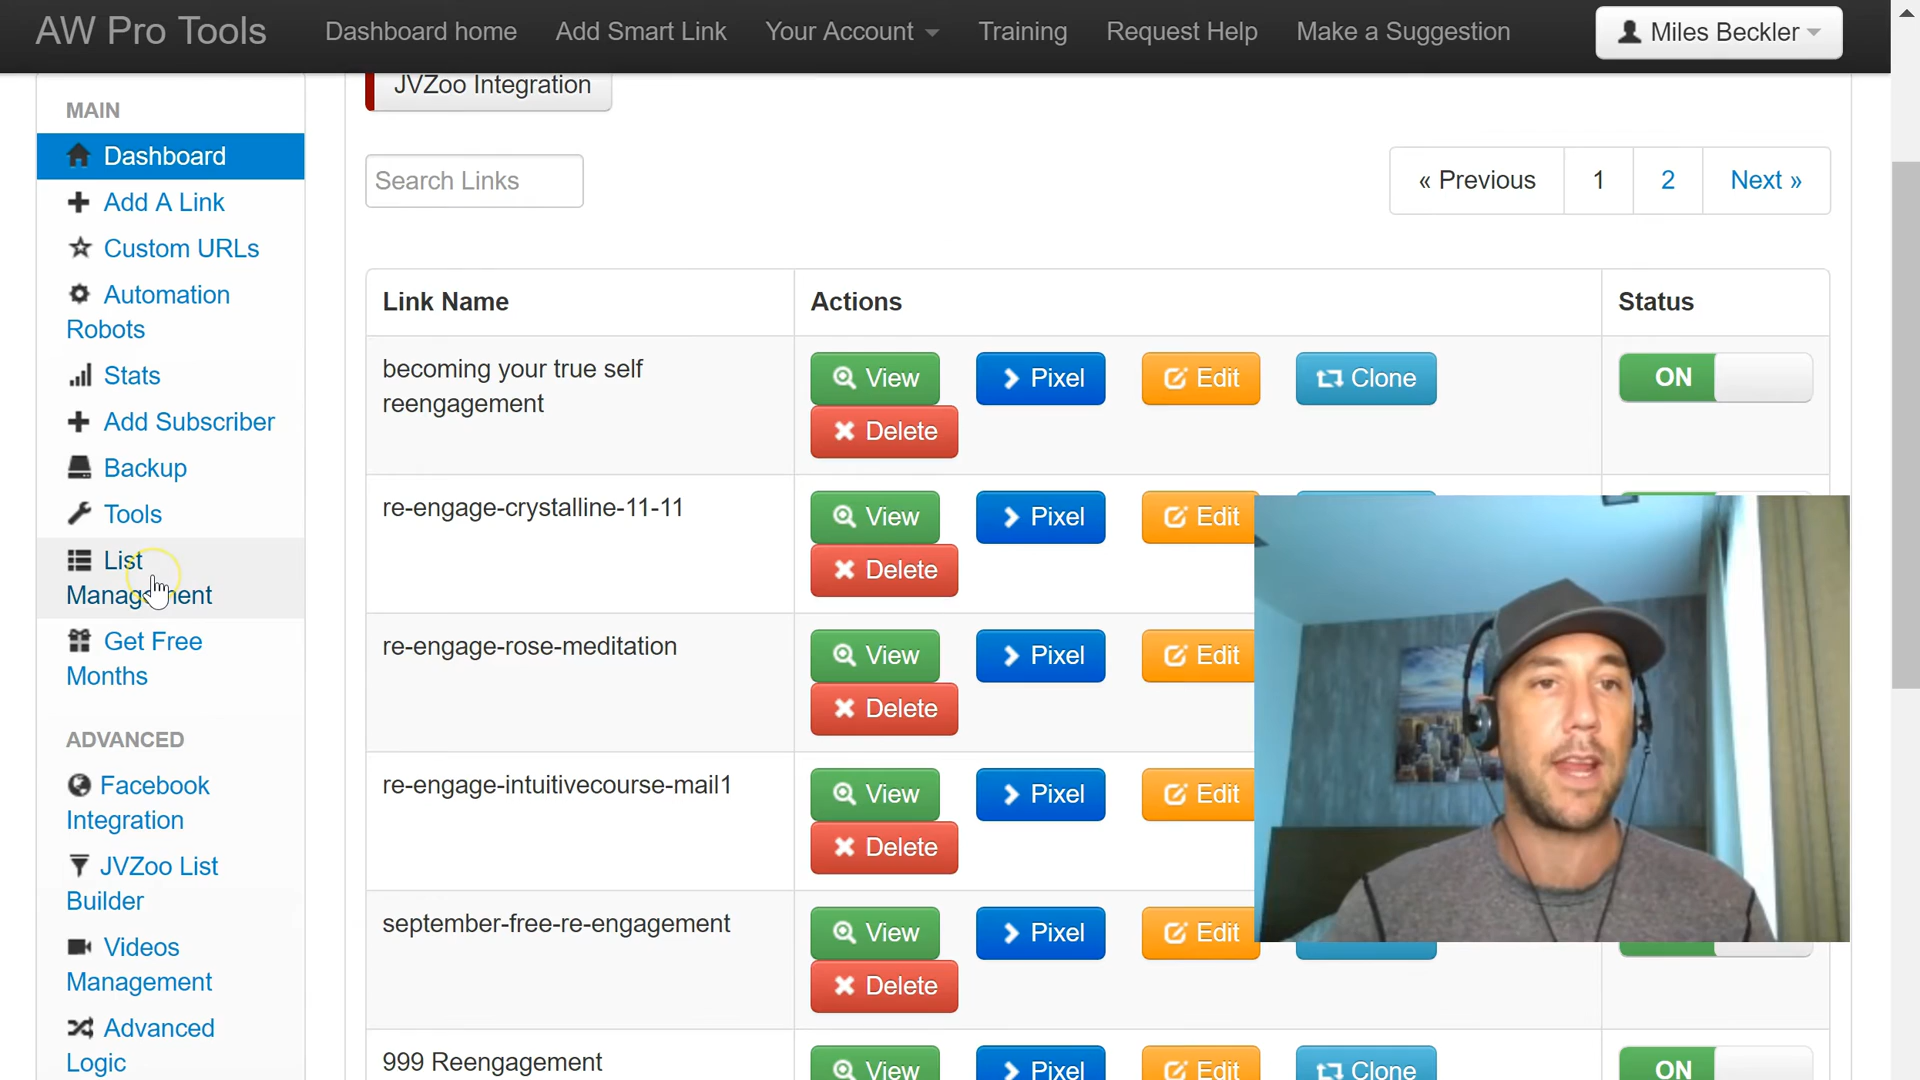 AW Pro Tools
Dashboard home
Add Smart Link
Your Account
Training
Request Help
Make a Suggestion
Miles Beckler
MAIN
Dashboard
Add A Link
Custom URLs
Automation
Robots
Stats
Add Subscriber
Backup
Tools
List
Management
Get Free
Months
ADVANCED
Facebook
Integration
JVZoo List
Builder
Videos
Management
Advanced
Logic
JVZoo Integration
Search Links
« Previous
1
2
Next »
Link Name
Actions
Status
becoming your true self
reengagement
View
Pixel
Edit
Clone
Delete
ON
re-engage-crystalline-11-11
View
Pixel
Edit
Delete
re-engage-rose-meditation
View
Pixel
Edit
Delete
re-engage-intuitivecourse-mail1
View
Pixel
Edit
Delete
september-free-re-engagement
View
Pixel
Edit
Delete
999 Reengagement
View
Pixel
Edit
Clone
ON